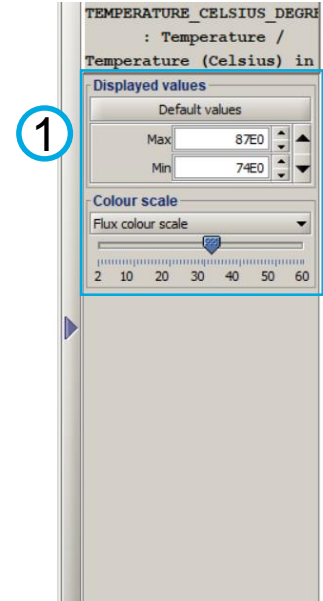 TEMPERATURE_CELSIUS_DEGRE
: Temperature /
Temperature (Celsius) in
1
Displayed values
Default values
Max 87E0
Min 74E0
Colour scale
Flux colour scale
2 10 20 30 40 50 60